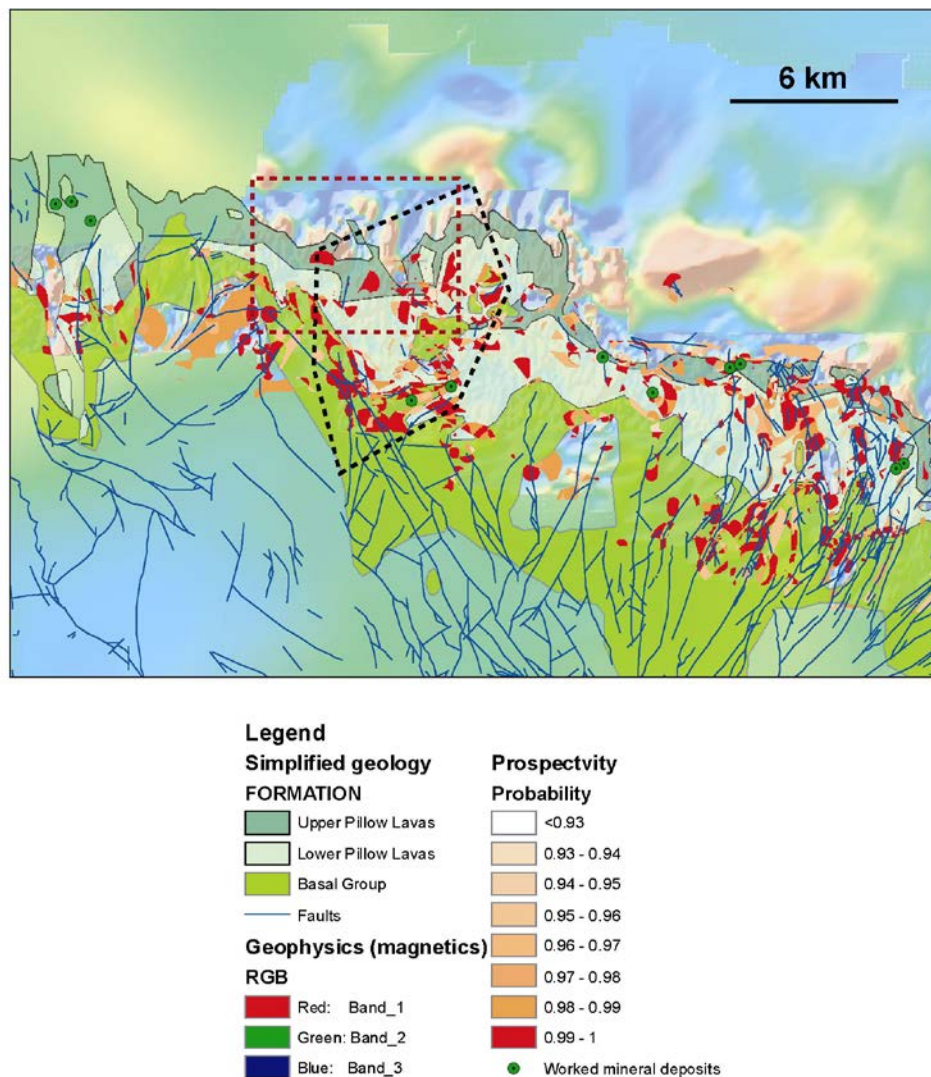 6 km
Legend
Simplified geology
FORMATION
Upper Pillow Lavas
Lower Pillow Lavas
Basal Group
Faults
Geophysics (magnetics)
RGB
Red: Band_1
Green: Band_2
Blue: Band_3
Prospectvity
Probability
<0.93
0.93 - 0.94
0.94 - 0.95
0.95 - 0.96
0.96 - 0.97
0.97 - 0.98
0.98 - 0.99
0.99 - 1
Worked mineral deposits